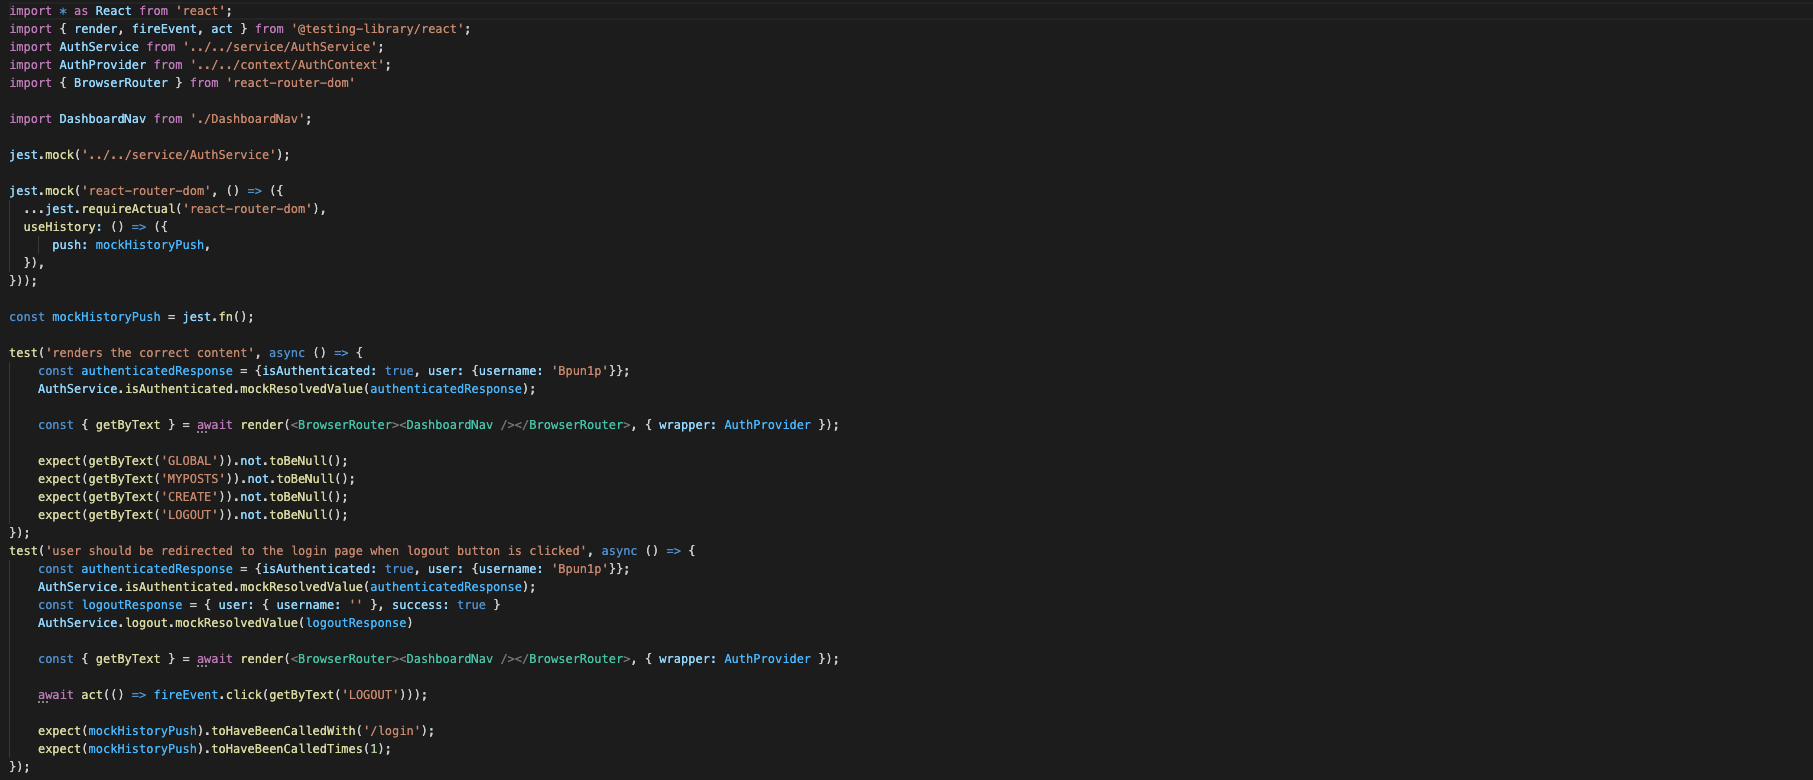 import * as React from 'react';
import { render, fireEvent, act } from '@testing-library/react';
import AuthService from '../../service/AuthService';
import AuthProvider from '../../context/AuthContext';
import { BrowserRouter } from 'react-router-dom'
import DashboardNav from './DashboardNav';
jest.mock('../../service/AuthService');
jest.mock('react-router-dom', () => ({
  ...jest.requireActual('react-router-dom'),
  useHistory: () => ({
      push: mockHistoryPush,
  }),
}));
const mockHistoryPush = jest.fn();
test('renders the correct content', async () => {
    const authenticatedResponse = {isAuthenticated: true, user: {username: 'Bpun1p'}};
    AuthService.isAuthenticated.mockResolvedValue(authenticatedResponse);
    const { getByText } = await render(<BrowserRouter><DashboardNav /></BrowserRouter>, { wrapper: AuthProvider });
    expect(getByText('GLOBAL')).not.toBeNull();
    expect(getByText('MYPOSTS')).not.toBeNull();
    expect(getByText('CREATE')).not.toBeNull();
    expect(getByText('LOGOUT')).not.toBeNull();
});
test('user should be redirected to the login page when logout button is clicked', async () => {
    const authenticatedResponse = {isAuthenticated: true, user: {username: 'Bpun1p'}};
    AuthService.isAuthenticated.mockResolvedValue(authenticatedResponse);
    const logoutResponse = { user: { username: '' }, success: true }
    AuthService.logout.mockResolvedValue(logoutResponse)
    const { getByText } = await render(<BrowserRouter><DashboardNav /></BrowserRouter>, { wrapper: AuthProvider });
    await act(() => fireEvent.click(getByText('LOGOUT')));
    expect(mockHistoryPush).toHaveBeenCalledWith('/login');
    expect(mockHistoryPush).toHaveBeenCalledTimes(1);
});